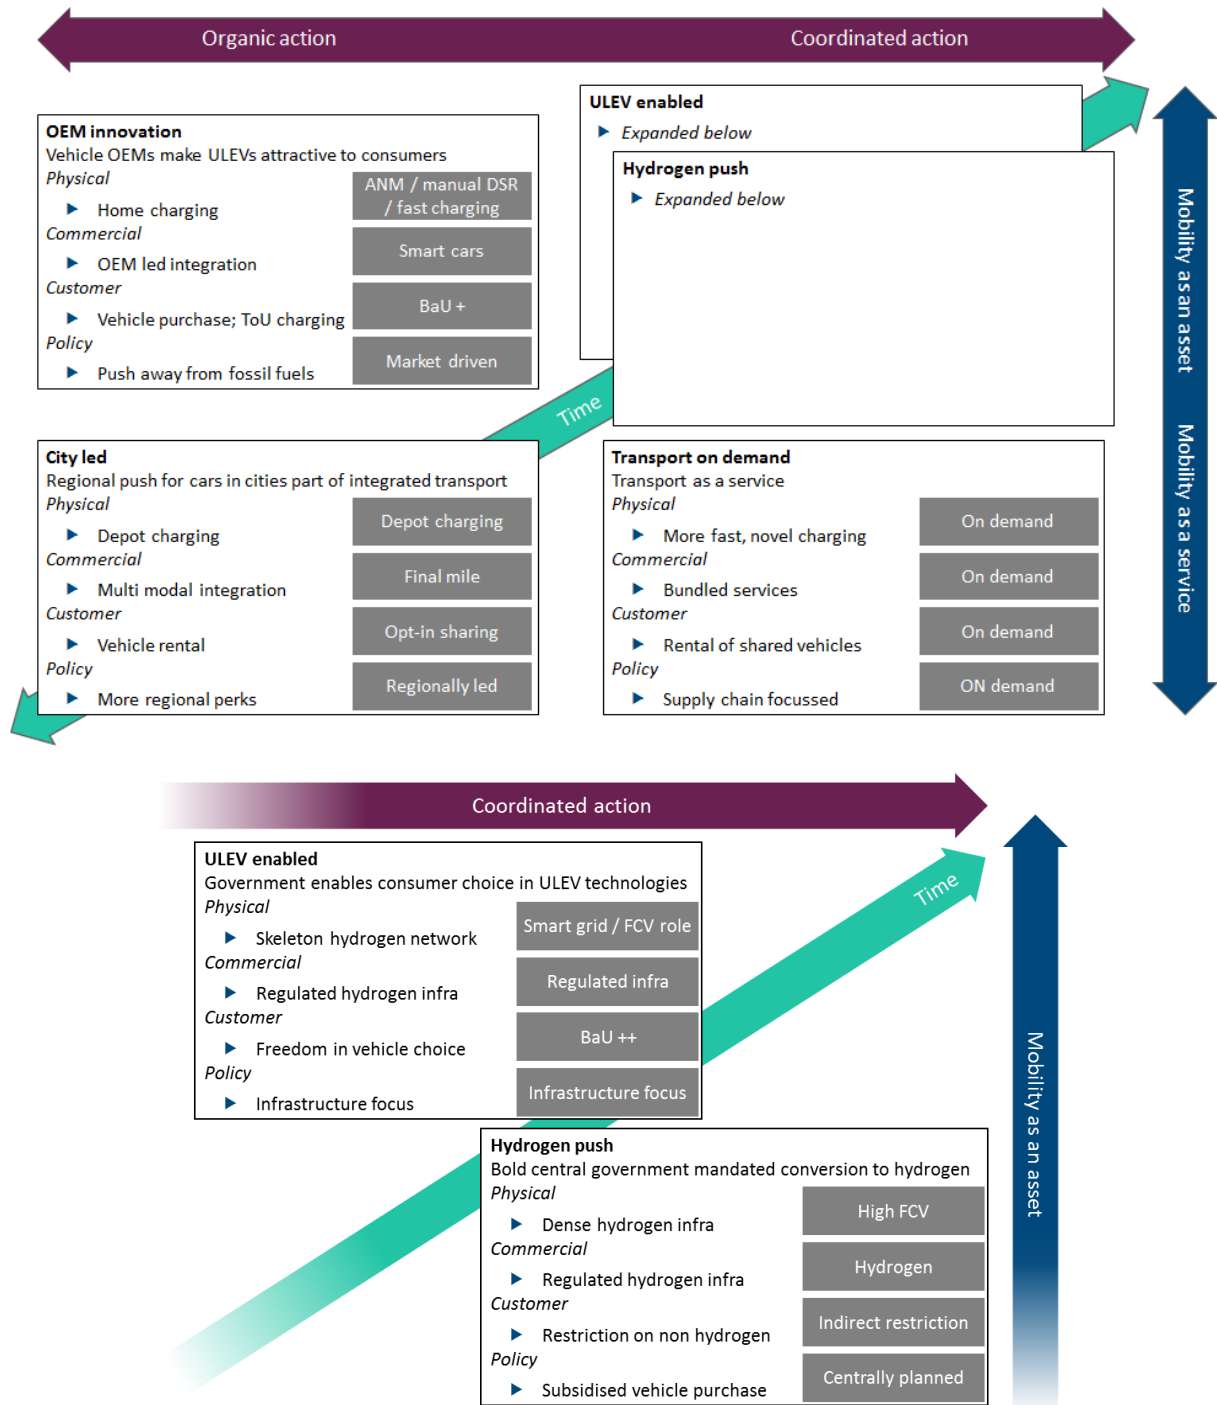 Organic action
Coordinated action
ULEV enabled
Expanded below
Hydrogen push
Expanded below
OEM innovation
Vehicle OEMs make ULEVs attractive to consumers
Physical
Home charging
ANM / manual DSR
/ fast charging
Commercial
OEM led integration
Smart cars
Customer
Vehicle purchase; ToU charging
BaU +
Policy
Push away from fossil fuels
Market driven
Time
Mobility as an asset
Mobility as a service
City led
Regional push for cars in cities part of integrated transport
Physical
Depot charging
Depot charging
Commercial
Multi modal integration
Final mile
Customer
Vehicle rental
Opt-in sharing
Policy
More regional perks
Regionally led
Transport on demand
Transport as a service
Physical
More fast, novel charging
On demand
Commercial
Bundled services
On demand
Customer
Rental of shared vehicles
On demand
Policy
Supply chain focussed
ON demand
Coordinated action
Time
Mobility as an asset
ULEV enabled
Government enables consumer choice in ULEV technologies
Physical
Skeleton hydrogen network
Smart grid / FCV role
Commercial
Regulated hydrogen infra
Regulated infra
Customer
Freedom in vehicle choice
BaU ++
Policy
Infrastructure focus
Infrastructure focus
Hydrogen push
Bold central government mandated conversion to hydrogen
Physical
Dense hydrogen infra
High FCV
Commercial
Regulated hydrogen infra
Hydrogen
Customer
Restriction on non hydrogen
Indirect restriction
Policy
Subsidised vehicle purchase
Centrally planned